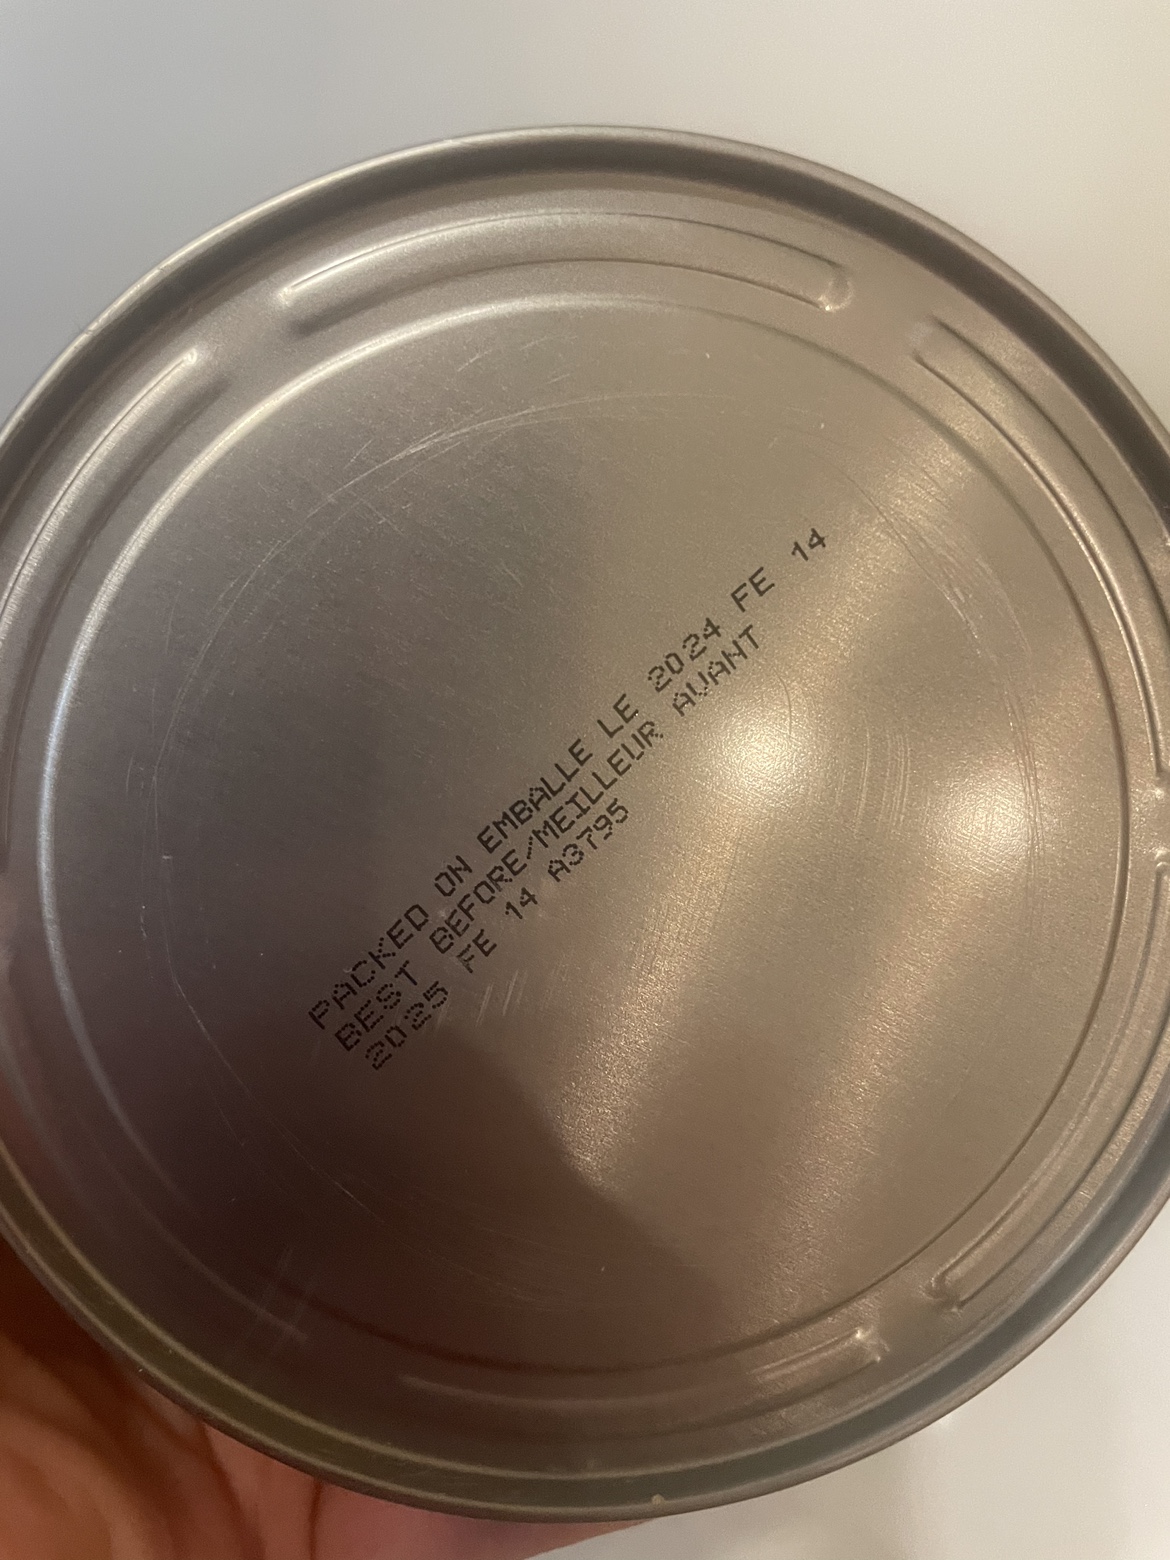 PACKED ON EMBALLE LE 2024 FE 14
BEST BEFORE/MEILLEUR AVANT
2025 FE 14 A3795